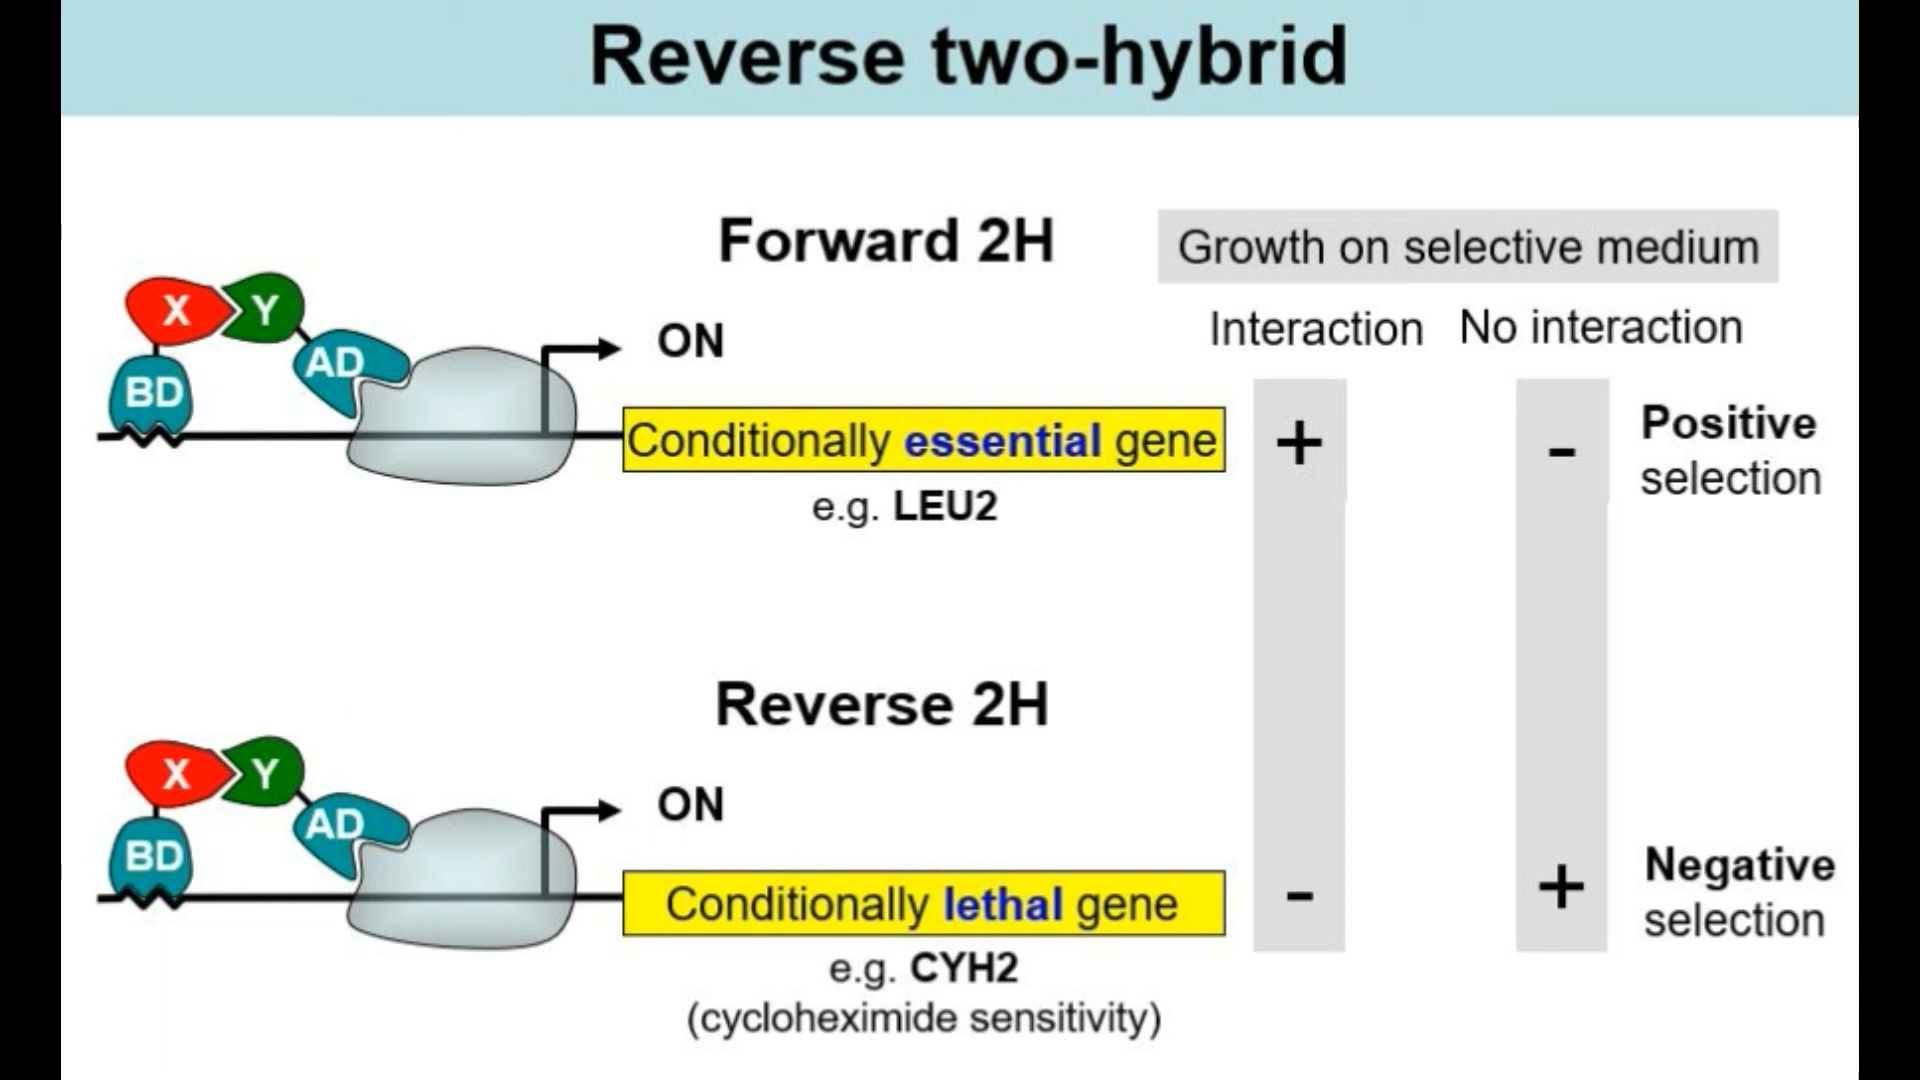 Reverse two-hybrid
Forward 2H
Growth on selective medium
Interaction No interaction
X Y
AD
BD
ON
Conditionally essential gene
e.g. LEU2
+
-
Positive
selection
Reverse 2H
X Y
AD
BD
ON
Conditionally lethal gene
e.g. CYH2
(cycloheximide sensitivity)
-
+
Negative
selection